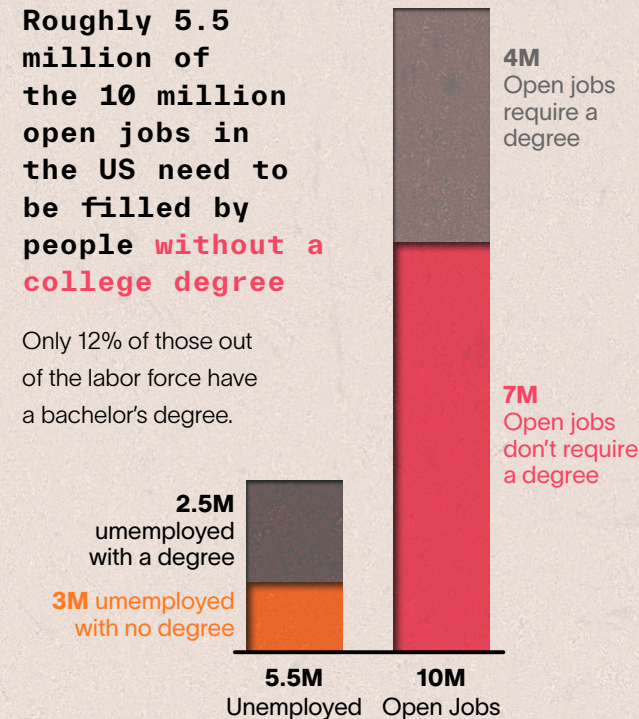 Roughly 5.5
million of
the 10 million
open jobs in
the US need to
be filled by
people without a
college degree
Only 12% of those out
of the labor force have
a bachelor's degree.
4M
Open jobs
require a
degree
7M
Open jobs
don't require
a degree
2.5M
umemployed
with a degree
3M umemployed
with no degree
5.5M
Unemployed
10M
Open Jobs